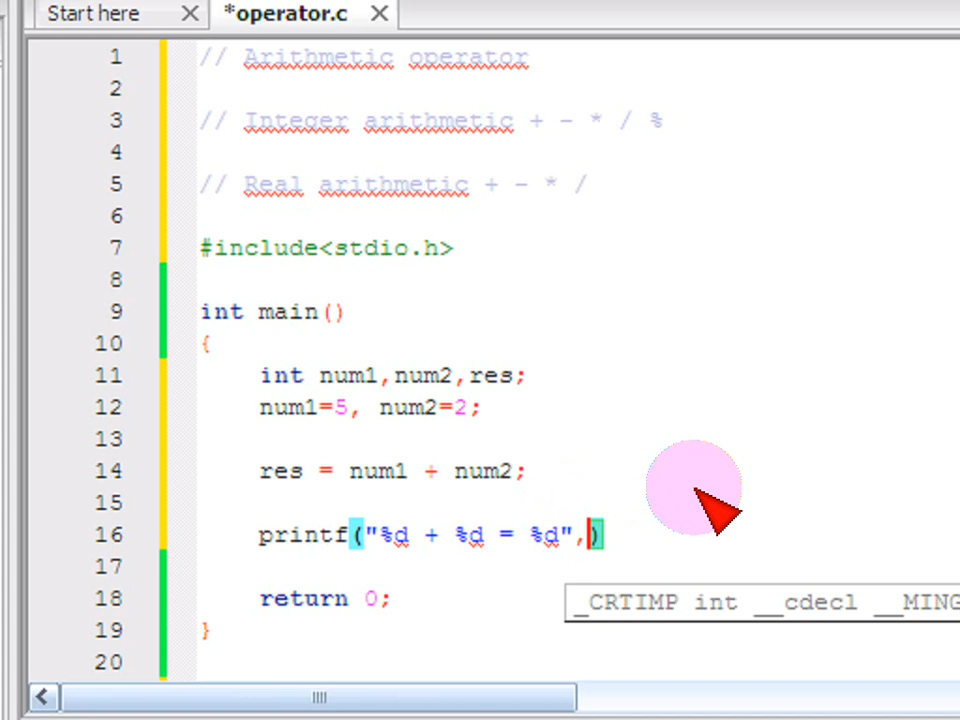 Start here
*operator.c
1 // Arithmetic operator
2
3 // Integer arithmetic + - * / %
4
5 // Real arithmetic + - * /
6
7 #include<stdio.h>
8
9 int main()
10 {
11 int num1,num2,res;
12 num1=5, num2=2;
13
14 res = num1 + num2;
15
16 printf("%d + %d = %d",)
17
18 return 0;
_CRTIMP int __cdecl __MING
19 }
20